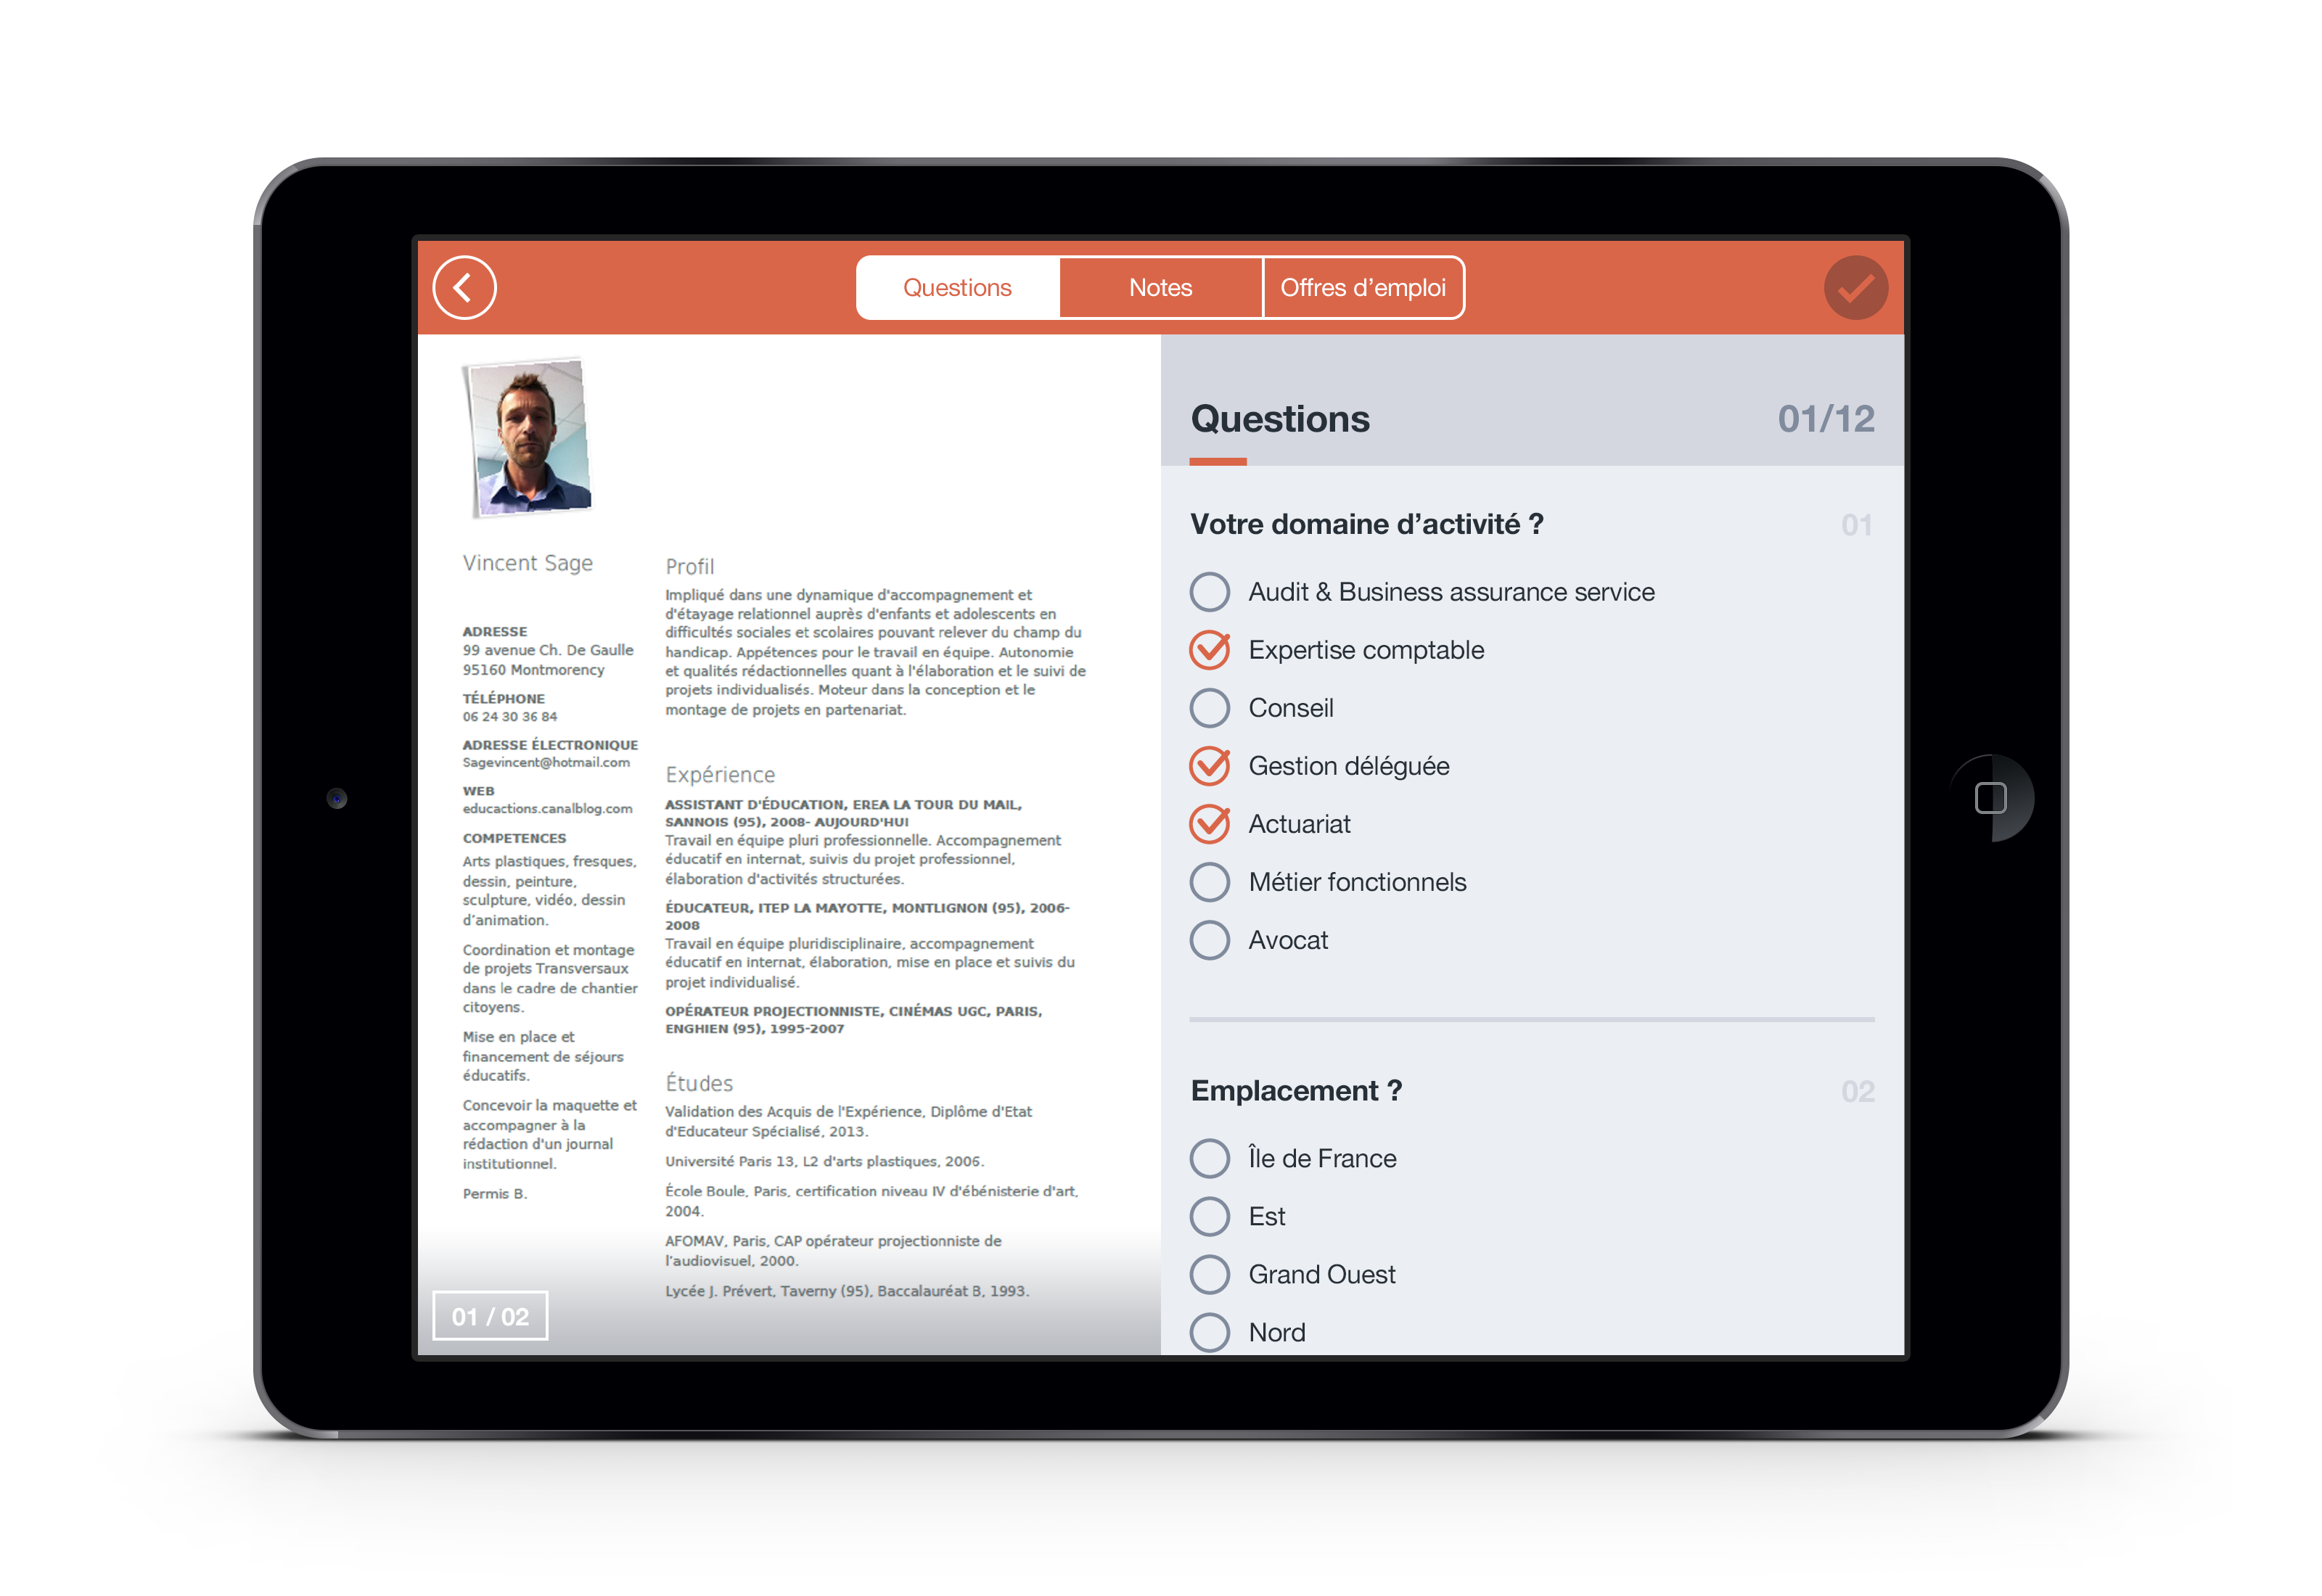 Questions
Notes
Offres d’emploi
Vincent Sage
ADRESSE
99 avenue Ch. De Gaulle
95160 Montmorency
TÉLÉPHONE
06 24 30 36 84
ADRESSE ÉLECTRONIQUE
Sagevincent@hotmail.com
WEB
educactions.canalblog.com
COMPETENCES
Arts plastiques, fresques,
dessin, peinture,
sculpture, vidéo, dessin
d'animation.
Coordination et montage
de projets Transversaux
dans le cadre de chantier
citoyens.
Mise en place et
financement de séjours
éducatifs.
Concevoir la maquette et
accompagner à la
rédaction d'un journal
institutionnel.
Permis B.
01 / 02
Profil
Impliqué dans une dynamique d'accompagnement et
d'étayage relationnel auprès d'enfants et adolescents en
difficultés sociales et scolaires pouvant relever du champ du
handicap. Appétences pour le travail en équipe. Autonomie
et qualités rédactionnelles quant à l'élaboration et le suivi de
projets individualisés. Moteur dans la conception et le
montage de projets en partenariat.
Expérience
ASSISTANT D'ÉDUCATION, EREA LA TOUR DU MAIL,
SANNOIS (95), 2008- AUJOURD'HUI
Travail en équipe pluri professionnelle. Accompagnement
éducatif en internat, suivis du projet professionnel,
élaboration d'activités structurées.
ÉDUCATEUR, ITEP LA MAYOTTE, MONTLIGNON (95), 2006-
2008
Travail en équipe pluridisciplinaire, accompagnement
éducatif en internat, élaboration, mise en place et suivis du
projet individualisé.
OPÉRATEUR PROJECTIONNISTE, CINÉMAS UGC, PARIS,
ENGHIEN (95), 1995-2007
Études
Validation des Acquis de l'Expérience, Diplôme d'Etat
d'Educateur Spécialisé, 2013.
Université Paris 13, L2 d'arts plastiques, 2006.
École Boule, Paris, certification niveau IV d'ébénisterie d'art,
2004.
AFOMAV, Paris, CAP opérateur projectionniste de
l'audiovisuel, 2000.
Lycée J. Prévert, Taverny (95), Baccalauréat B, 1993.
Questions
01/12
Votre domaine d’activité ?
01
Audit & Business assurance service
Expertise comptable
Conseil
Gestion déléguée
Actuariat
Métier fonctionnels
Avocat
Emplacement ?
02
Île de France
Est
Grand Ouest
Nord